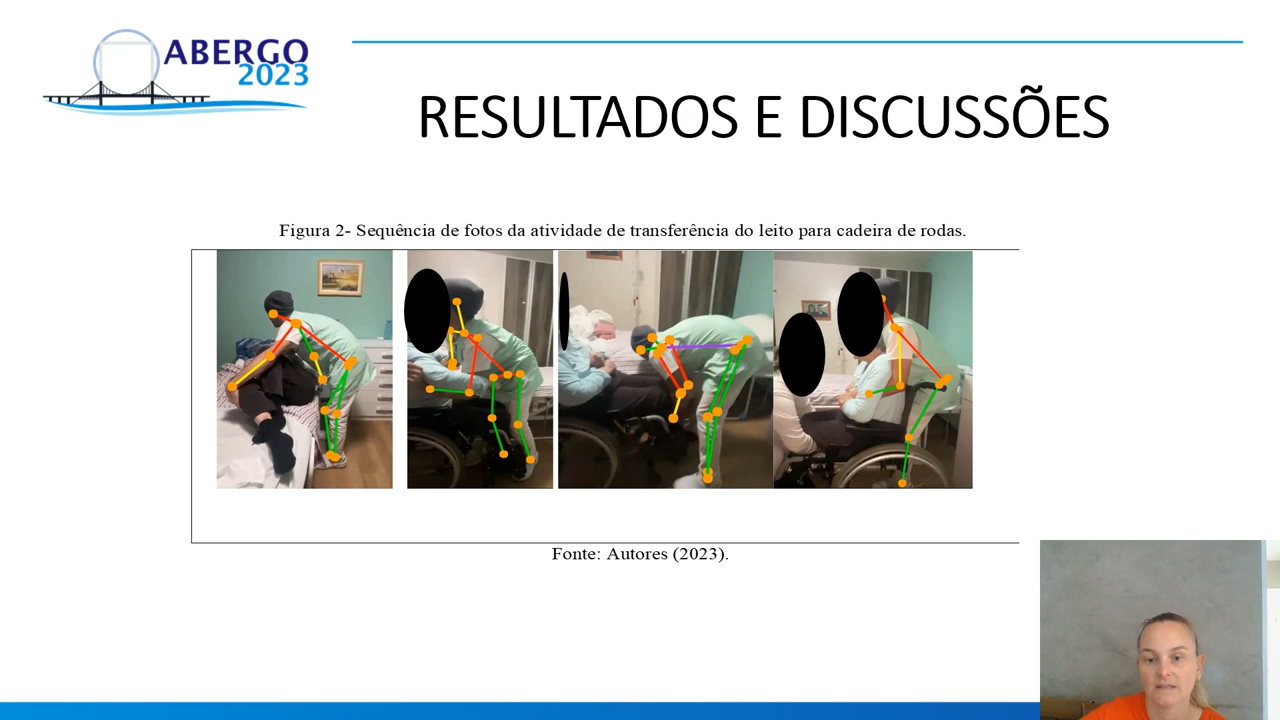 ABERGO
2023
RESULTADOS E DISCUSSÕES
Figura 2- Sequência de fotos da atividade de transferência do leito para cadeira de rodas.
Fonte: Autores (2023).